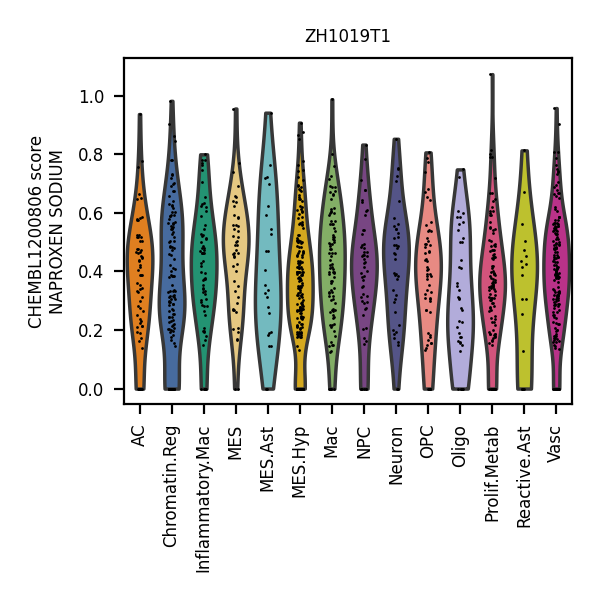 ZH1019T1
CHEMBL1200806 score
NAPROXEN SODIUM
1.0
0.8
0.6
0.4
0.2
0.0
AC
Chromatin.Reg
Inflammatory.Mac
MES
MES.Ast
MES.Hyp
Mac
NPC
Neuron
OPC
Oligo
Prolif.Metab
Reactive.Ast
Vasc